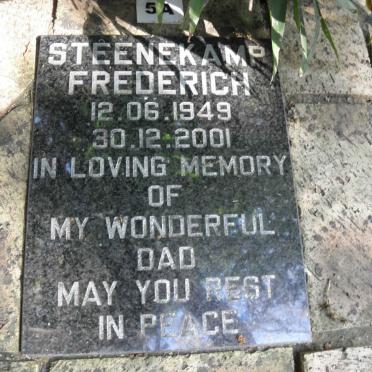 5A
STEENEKAMP
FREDERICH
12.06.1949
30.12.2001
IN LOVING MEMORY
OF
MY WONDERFUL
DAD
MAY YOU REST
IN PEACE